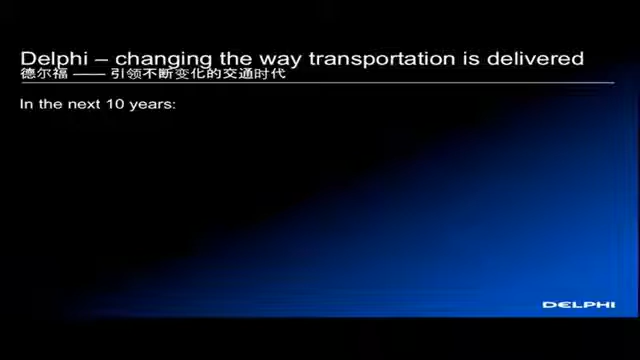 Delphi – changing the way transportation is delivered
德尔福 —— 引领不断变化的交通时代
In the next 10 years:
DELPHI